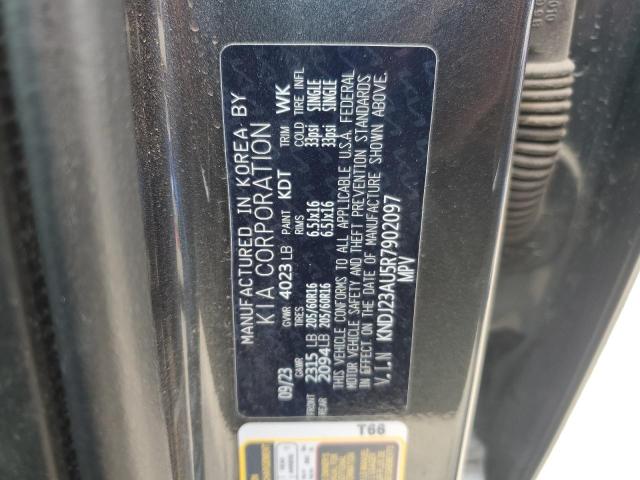 MANUFACTURED IN KOREA BY
KIA CORPORATION
09/23 GVWR 4023 LB PAINT KDT TRIM WK
GAWR TIRES RIMS COLD TIRE INFL
FRONT 2315 LB 205/60R16 6.5Jx16 33psi SINGLE
REAR 2094 LB 205/60R16 6.5Jx16 33psi SINGLE
THIS VEHICLE CONFORMS TO ALL APPLICABLE U.S.A. FEDERAL
MOTOR VEHICLE SAFETY AND THEFT PREVENTION STANDARDS
IN EFFECT ON THE DATE OF MANUFACTURE SHOWN ABOVE.
V.I.N KNDJ23AU5R7902097
MPV
T66